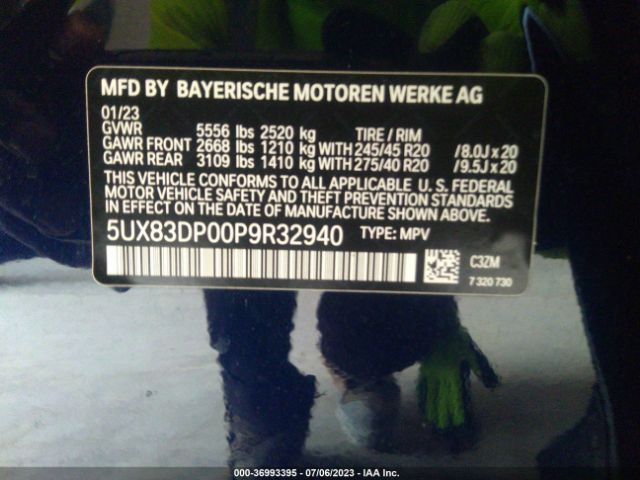 MFD BY BAYERISCHE MOTOREN WERKE AG
01/23
GVWR 5556 lbs 2520 kg TIRE / RIM
GAWR FRONT 2668 lbs 1210 kg WITH 245/45 R20 /8.0J x 20
GAWR REAR 3109 lbs 1410 kg WITH 275/40 R20 /9.5J x 20
THIS VEHICLE CONFORMS TO ALL APPLICABLE U. S. FEDERAL
MOTOR VEHICLE SAFETY AND THEFT PREVENTION STANDARDS
IN EFFECT ON THE DATE OF MANUFACTURE SHOWN ABOVE.
5UX83DP00P9R32940 TYPE: MPV
C3ZM
7 320 730
000-36993395 - 07/06/2023 - IAA Inc.